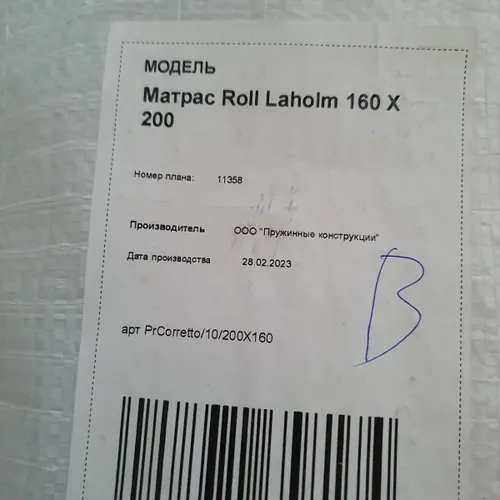 МОДЕЛЬ
Матрас Roll Laholm 160 X
200
Номер плана: 11358
Производитель ООО "Пружинные конструкции"
Дата производства 28.02.2023
В
арт PrCorretto/10/200X160